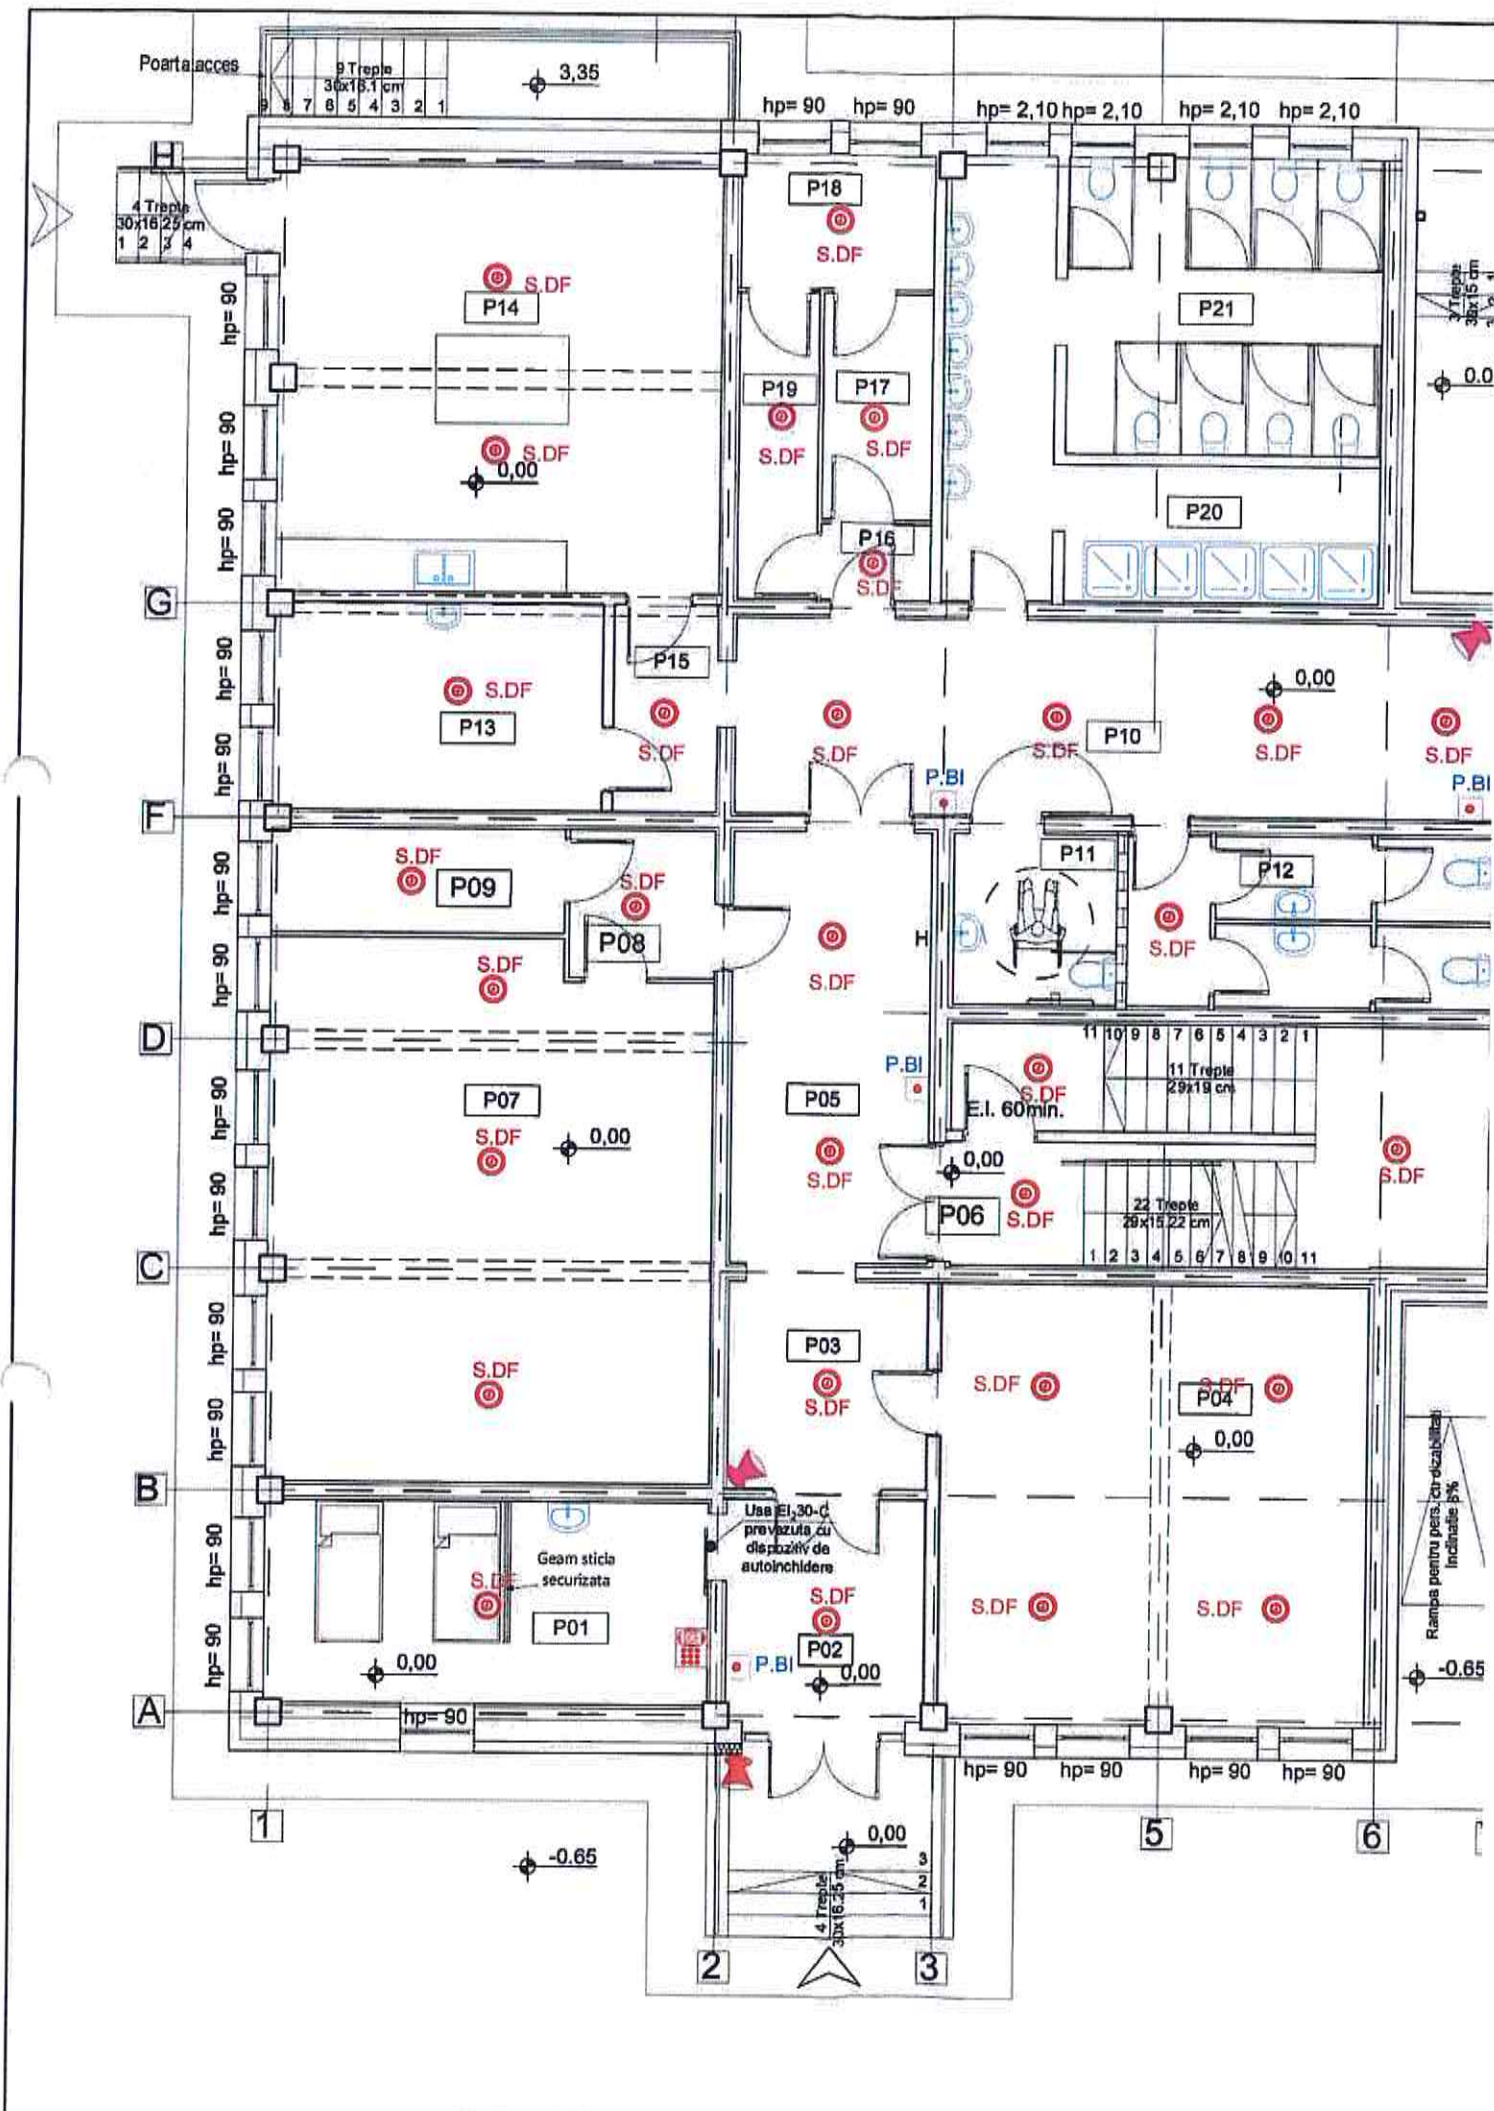 Poarta acces
9 Trepte
30x16.1 cm
9 8 7 6 5 4 3 2 1
3,35
hp= 90
hp= 90
hp= 2,10
hp= 2,10
hp= 2,10
hp= 2,10
H
4 Trepte
30x16.25 cm
1 2 3 4
P18
S.DF
S.DF
P14
hp= 90
P21
3 Trepte
1
2
3
0.0
P19
P17
hp= 90
S.DF
S.DF
S.DF
0,00
hp= 90
P20
P16
S.DF
G
P15
hp= 90
S.DF
P13
0,00
S.DF
S.DF
S.DF
P10
S.DF
S.DF
hp= 90
P.BI
P.BI
F
S.DF
P09
S.DF
P08
P11
P12
hp= 90
S.DF
H
S.DF
S.DF
hp= 90
D
11 10 9 8 7 6 5 4 3 2 1
11 Trepte
29x19 cm
P.BI
S.DF
E.I. 60min.
P07
P05
hp= 90
S.DF
0,00
S.DF
0,00
S.DF
P06
S.DF
22 Trepte
29x15.22 cm
1 2 3 4 5 6 7 8 9 10 11
hp= 90
C
hp= 90
P03
S.DF
S.DF
S.DF
S.DF
P04
0,00
hp= 90
Rampa pentru pers. cu dizabilitati
Inclinatie 8%
B
Usa EI₂30-C
prevazuta cu
dispozitiv de
autoinchidere
hp= 90
Geam sticla
securizata
S.DF
P01
S.DF
P02
S.DF
S.DF
hp= 90
0,00
P.BI
0,00
-0.65
A
hp= 90
hp= 90
hp= 90
hp= 90
hp= 90
1
5
6
-0.65
0,00
3
2
1
4 Trepte
30x16.25 cm
2
3